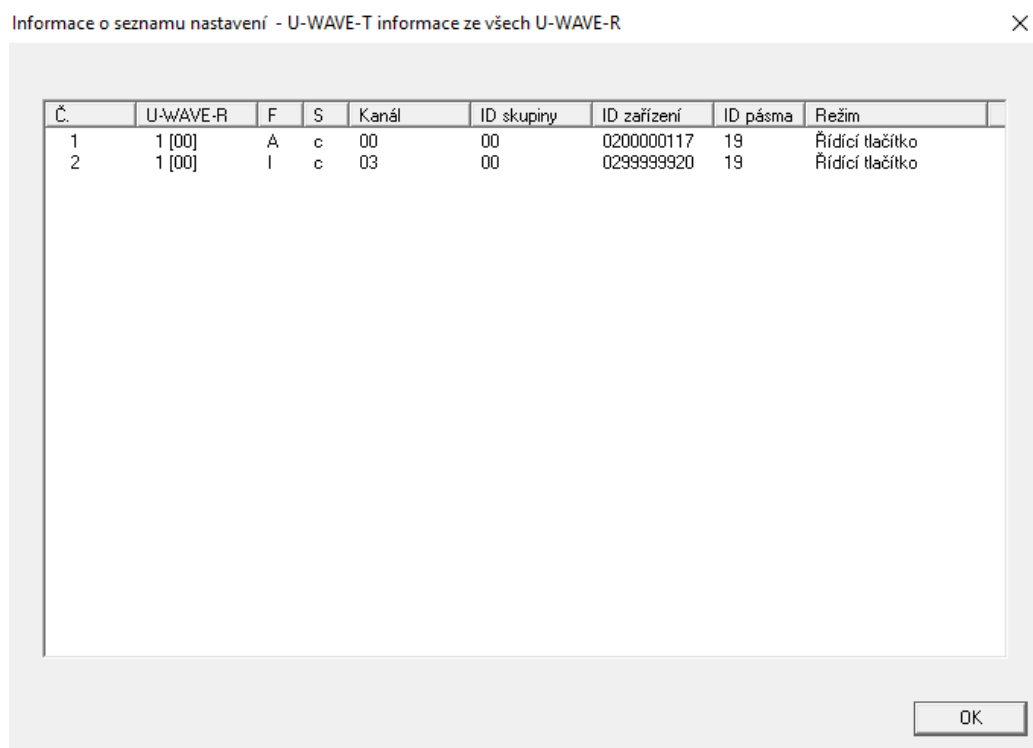 Informace o seznamu nastavení - U-WAVE-T informace ze všech U-WAVE-R
Č. U-WAVE-R F S Kanál ID skupiny ID zařízení ID pásma Režim
1 1 [00] A c 00 00 0200000117 19 Řídící tlačítko
2 1 [00] I c 03 00 0299999920 19 Řídící tlačítko
OK